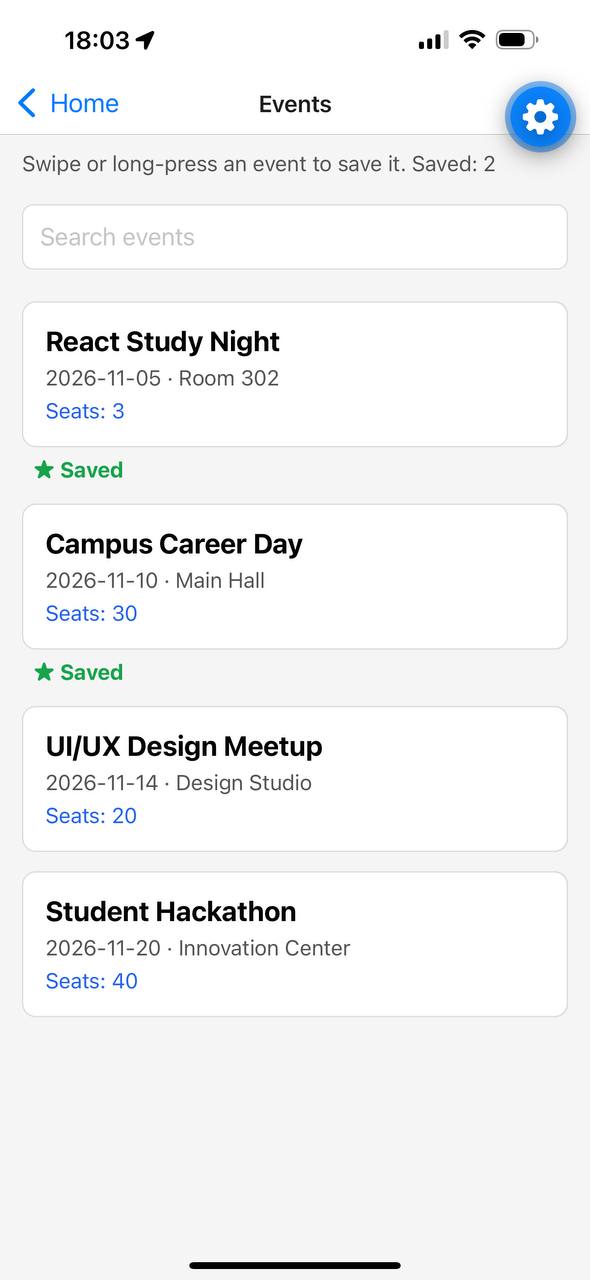 18:03
Home
Events
Swipe or long-press an event to save it. Saved: 2
Search events
React Study Night
2026-11-05 · Room 302
Seats: 3
★ Saved
Campus Career Day
2026-11-10 · Main Hall
Seats: 30
★ Saved
UI/UX Design Meetup
2026-11-14 · Design Studio
Seats: 20
Student Hackathon
2026-11-20 · Innovation Center
Seats: 40